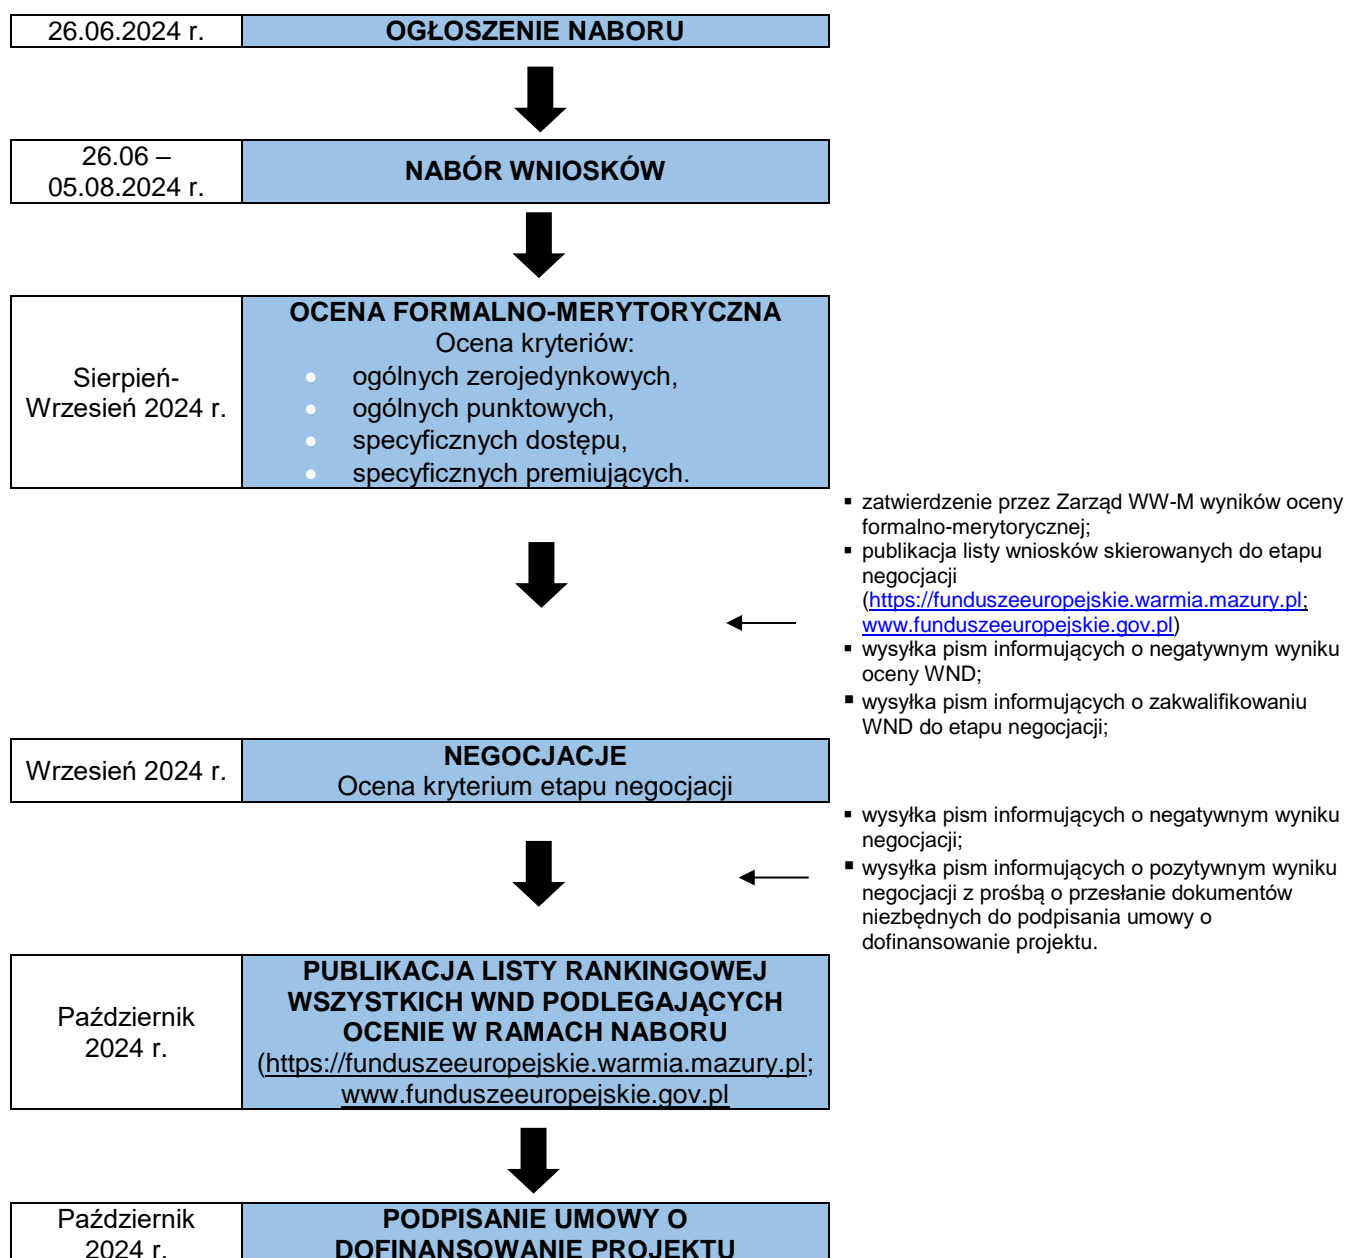 26.06.2024 r.
OGŁOSZENIE NABORU
26.06 –
05.08.2024 r.
NABÓR WNIOSKÓW
Sierpień-
Wrzesień 2024 r.
OCENA FORMALNO-MERYTORYCZNA
Ocena kryteriów:
• ogólnych zerojedynkowych,
• ogólnych punktowych,
• specyficznych dostępu,
• specyficznych premiujących.
▪ zatwierdzenie przez Zarząd WW-M wyników oceny
formalno-merytorycznej;
▪ publikacja listy wniosków skierowanych do etapu
negocjacji
(https://funduszeeuropejskie.warmia.mazury.pl;
www.funduszeeuropejskie.gov.pl)
▪ wysyłka pism informujących o negatywnym wyniku
oceny WND;
▪ wysyłka pism informujących o zakwalifikowaniu
WND do etapu negocjacji;
Wrzesień 2024 r.
NEGOCJACJE
Ocena kryterium etapu negocjacji
▪ wysyłka pism informujących o negatywnym wyniku
negocjacji;
▪ wysyłka pism informujących o pozytywnym wyniku
negocjacji z prośbą o przesłanie dokumentów
niezbędnych do podpisania umowy o
dofinansowanie projektu.
Październik
2024 r.
PUBLIKACJA LISTY RANKINGOWEJ
WSZYSTKICH WND PODLEGAJĄCYCH
OCENIE W RAMACH NABORU
(https://funduszeeuropejskie.warmia.mazury.pl;
www.funduszeeuropejskie.gov.pl
Październik
2024 r.
PODPISANIE UMOWY O
DOFINANSOWANIE PROJEKTU